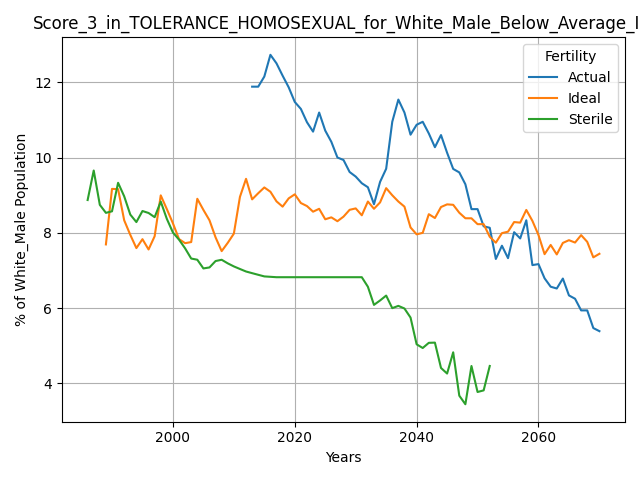 Score_3_in_TOLERANCE_HOMOSEXUAL_for_White_Male_Below_Average_I
Fertility
Actual
Ideal
Sterile
% of White_Male Population
12
10
8
6
4
2000 2020 2040 2060
Years